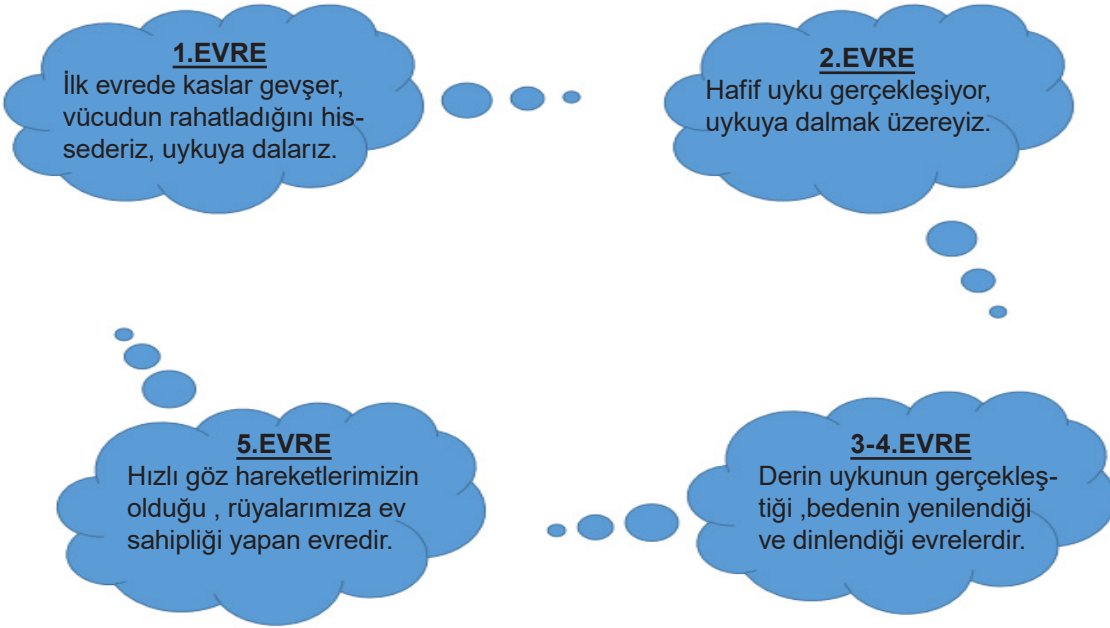 1.EVRE
İlk evrede kaslar gevşer,
vücudun rahatladığını his-
sederiz, uykuya dalarız.
2.EVRE
Hafif uyku gerçekleşiyor,
uykuya dalmak üzereyiz.
3-4.EVRE
Derin uykunun gerçekleş-
tiği ,bedenin yenilendiği
ve dinlendiği evrelerdir.
5.EVRE
Hızlı göz hareketlerimizin
olduğu , rüyalarımıza ev
sahipliği yapan evredir.